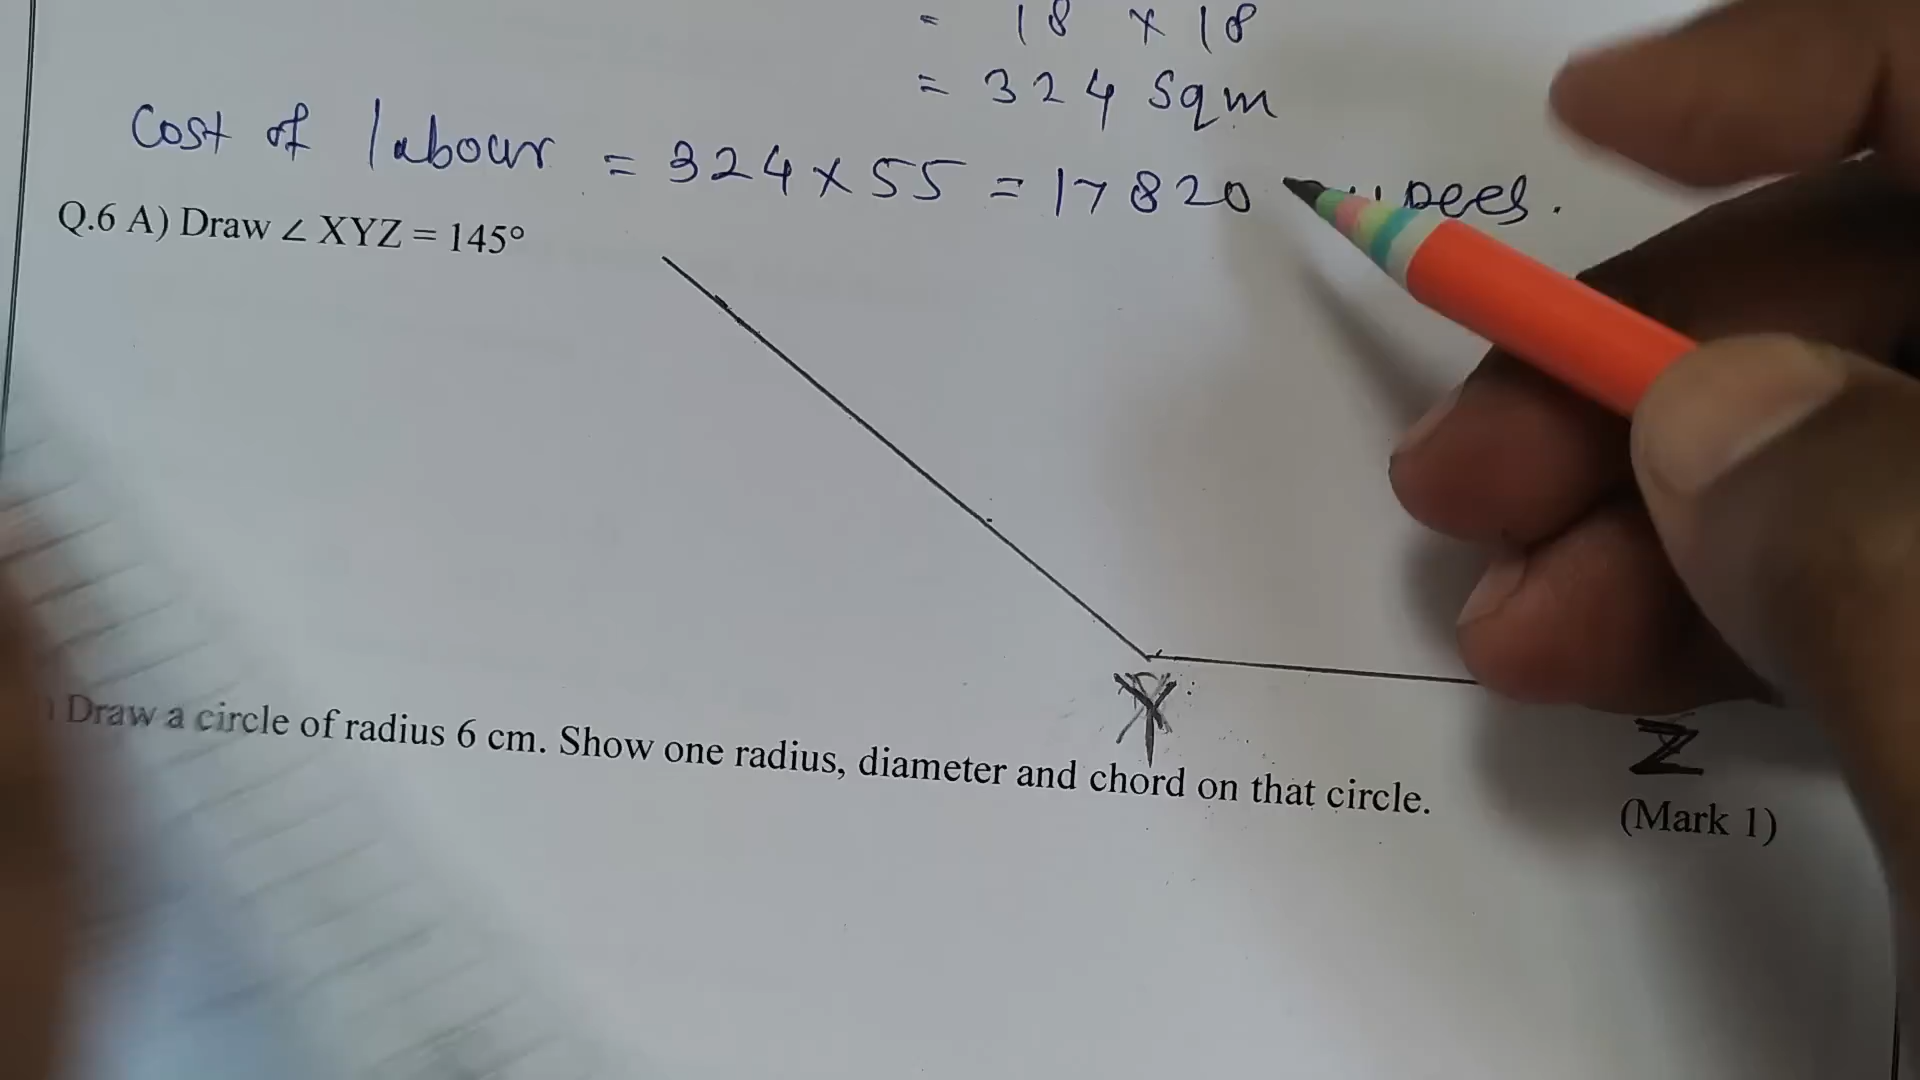 = 18 × 18
= 324 Sqm
Cost of labour = 324 × 55 = 17820
Q.6 A) Draw ∠ XYZ = 145°
Y
Z
) Draw a circle of radius 6 cm. Show one radius, diameter and chord on that circle.
(Mark 1)